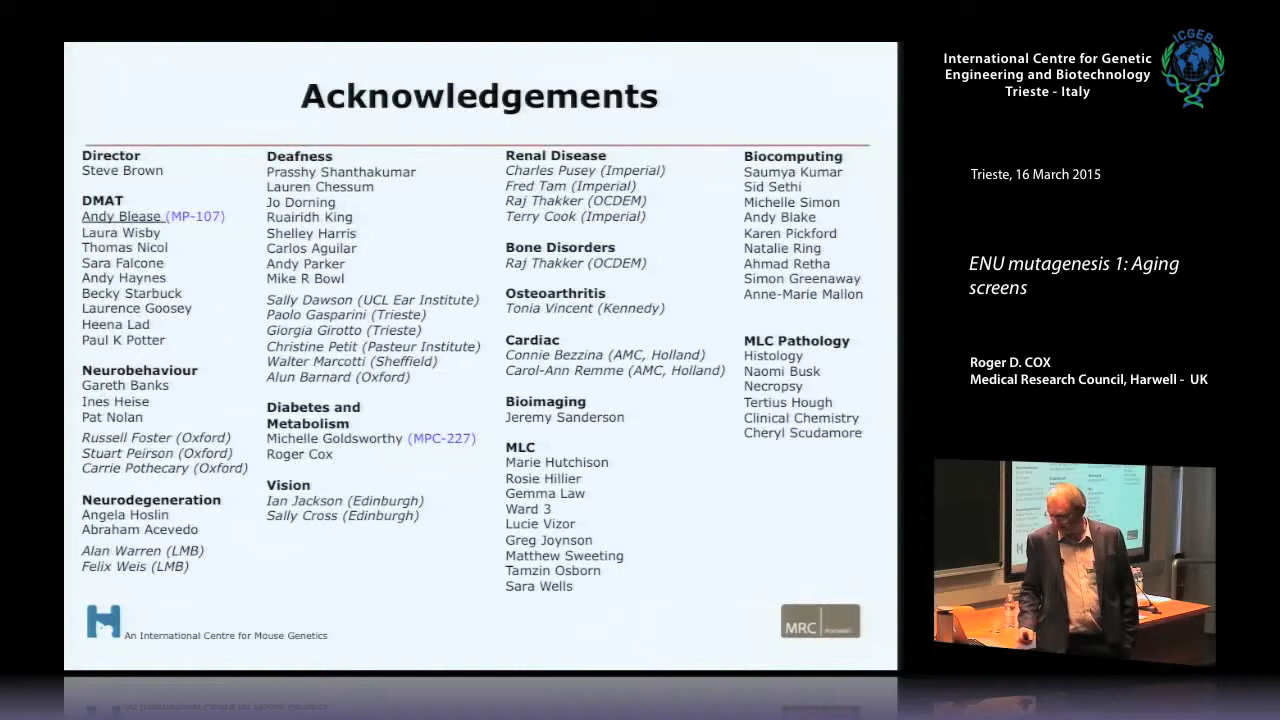 Acknowledgements
Director
Steve Brown
DMAT
Andy Blease (MP-107)
Laura Wisby
Thomas Nicol
Sara Falcone
Andy Haynes
Becky Starbuck
Laurence Goosey
Heena Lad
Paul K Potter
Neurobehaviour
Gareth Banks
Ines Heise
Pat Nolan
Russell Foster (Oxford)
Stuart Peirson (Oxford)
Carrie Pothecary (Oxford)
Neurodegeneration
Angela Hoslin
Abraham Acevedo
Alan Warren (LMB)
Felix Weis (LMB)
Deafness
Prasshy Shanthakumar
Lauren Chessum
Jo Dorning
Ruairidh King
Shelley Harris
Carlos Aguilar
Andy Parker
Mike R Bowl
Sally Dawson (UCL Ear Institute)
Paolo Gasparini (Trieste)
Giorgia Girotto (Trieste)
Christine Petit (Pasteur Institute)
Walter Marcotti (Sheffield)
Alun Barnard (Oxford)
Diabetes and
Metabolism
Michelle Goldsworthy (MPC-227)
Roger Cox
Vision
Ian Jackson (Edinburgh)
Sally Cross (Edinburgh)
Renal Disease
Charles Pusey (Imperial)
Fred Tam (Imperial)
Raj Thakker (OCDEM)
Terry Cook (Imperial)
Bone Disorders
Raj Thakker (OCDEM)
Osteoarthritis
Tonia Vincent (Kennedy)
Cardiac
Connie Bezzina (AMC, Holland)
Carol-Ann Remme (AMC, Holland)
Bioimaging
Jeremy Sanderson
MLC
Marie Hutchison
Rosie Hillier
Gemma Law
Ward 3
Lucie Vizor
Greg Joynson
Matthew Sweeting
Tamzin Osborn
Sara Wells
Biocomputing
Saumya Kumar
Sid Sethi
Michelle Simon
Andy Blake
Karen Pickford
Natalie Ring
Ahmad Retha
Simon Greenaway
Anne-Marie Mallon
MLC Pathology
Histology
Naomi Busk
Necropsy
Tertius Hough
Clinical Chemistry
Cheryl Scudamore
An International Centre for Mouse Genetics
MRC Harwell
International Centre for Genetic
Engineering and Biotechnology
Trieste - Italy
ICGEB
Trieste, 16 March 2015
ENU mutagenesis 1: Aging
screens
Roger D. COX
Medical Research Council, Harwell - UK